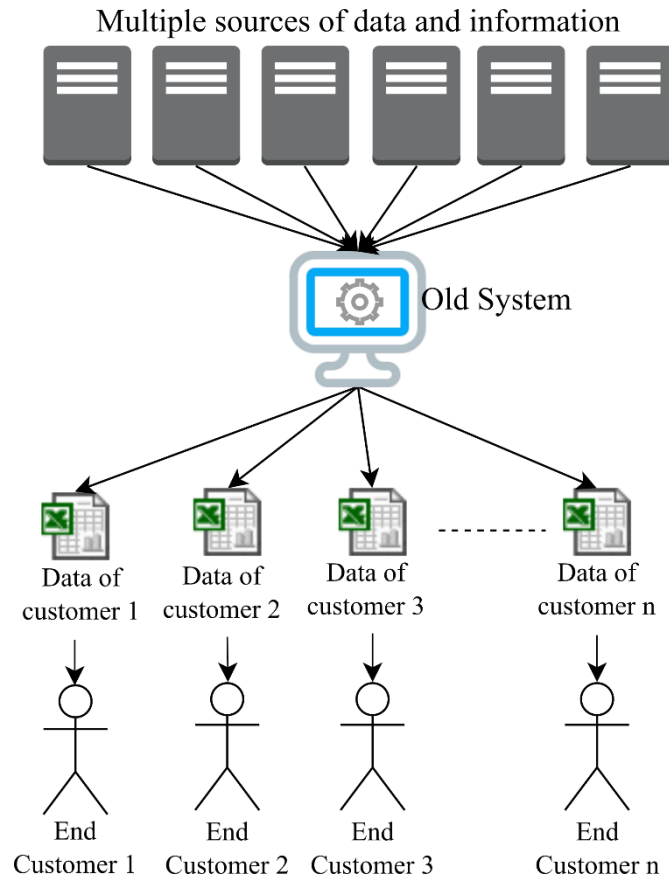 Multiple sources of data and information
Old System
Data of
customer 1
Data of
customer 2
Data of
customer 3
Data of
customer n
End
Customer 1
End
Customer 2
End
Customer 3
End
Customer n